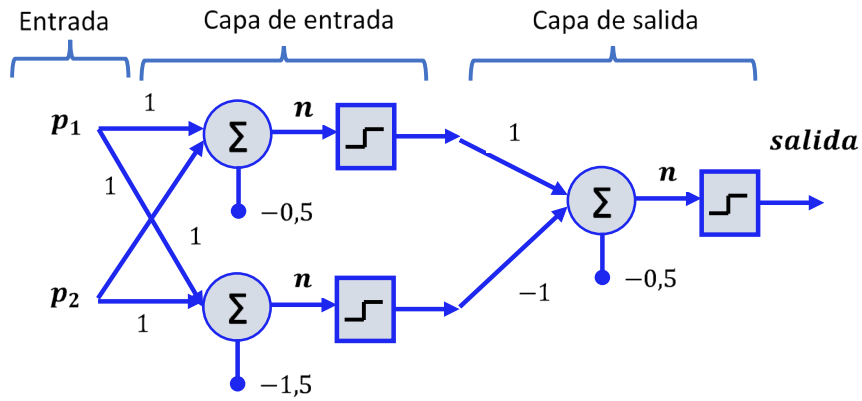 Entrada
Capa de entrada
Capa de salida
1
n
p₁
Σ
1
salida
1
−0,5
n
Σ
1
n
−0,5
p₂
−1
1
Σ
−1,5